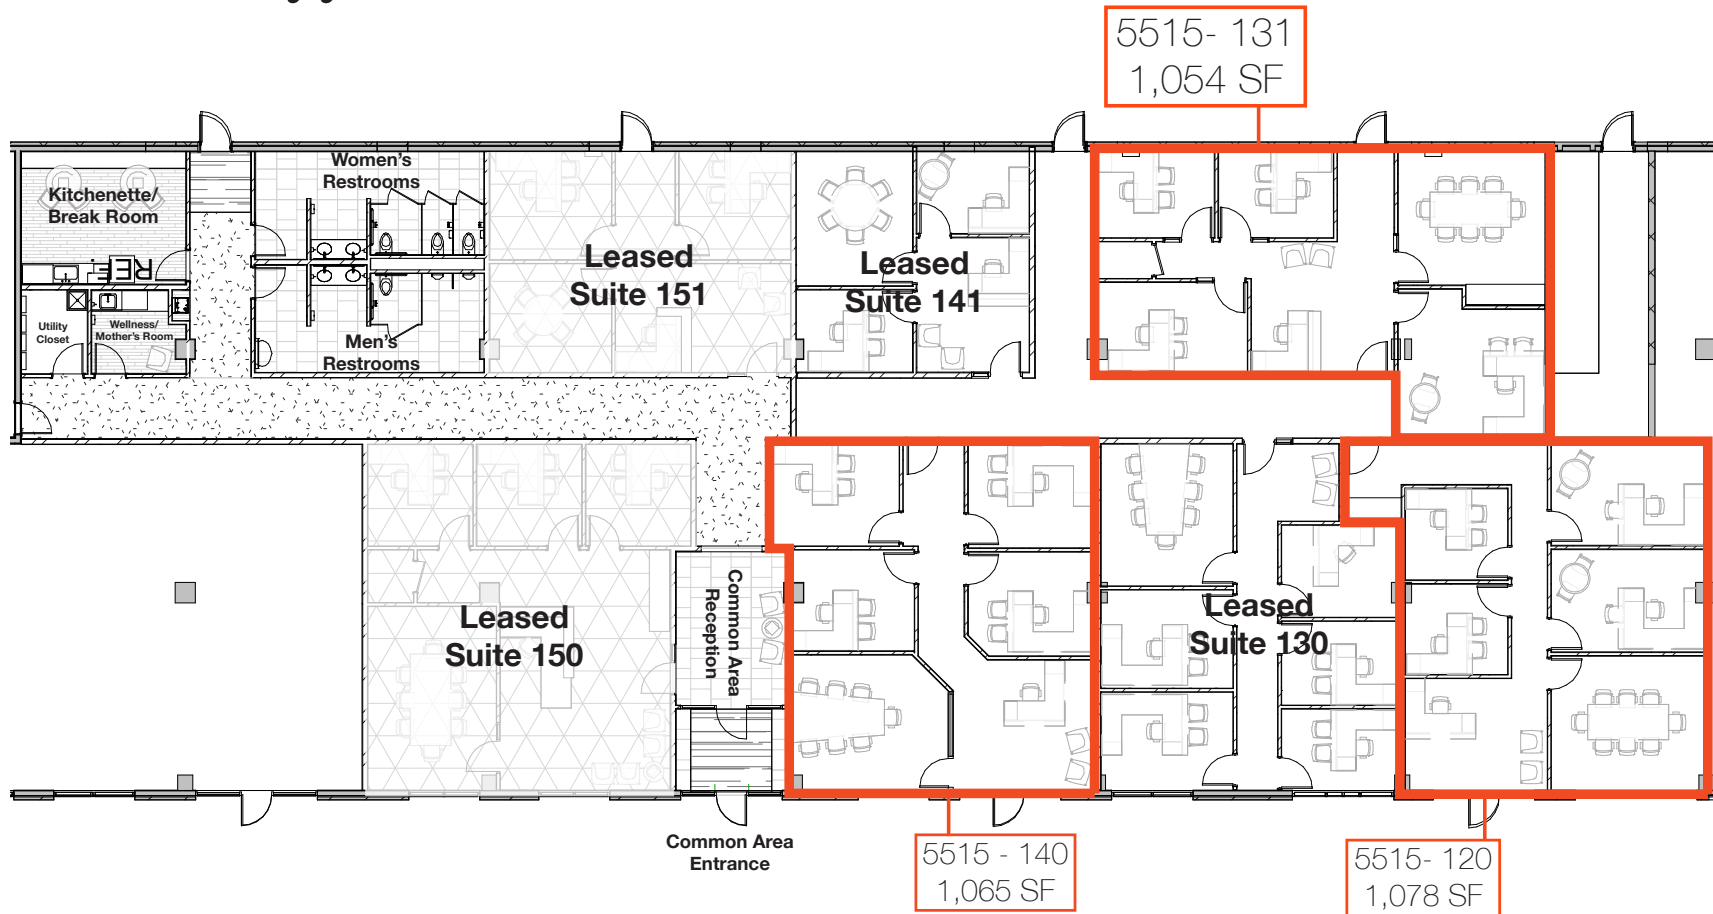 5515- 131
1,054 SF
Women's
Restrooms
Kitchenette/
Break Room
REF.
Leased
Suite 151
Leased
Suite 141
Utility
Closet
Wellness/
Mother's Room
Men's
Restrooms
Leased
Suite 150
Common Area
Reception
Leased
Suite 130
Common Area
Entrance
5515 - 140
1,065 SF
5515- 120
1,078 SF